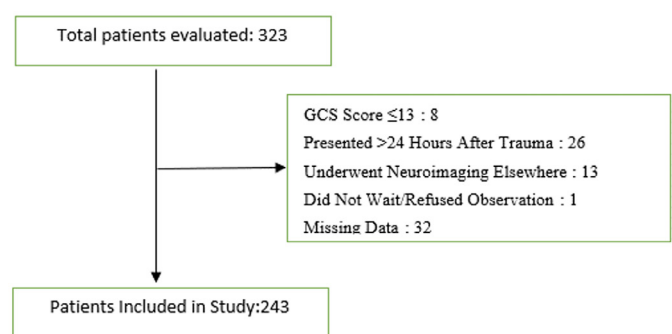 Total patients evaluated: 323
GCS Score ≤13 : 8
Presented >24 Hours After Trauma : 26
Underwent Neuroimaging Elsewhere : 13
Did Not Wait/Refused Observation : 1
Missing Data : 32
Patients Included in Study:243